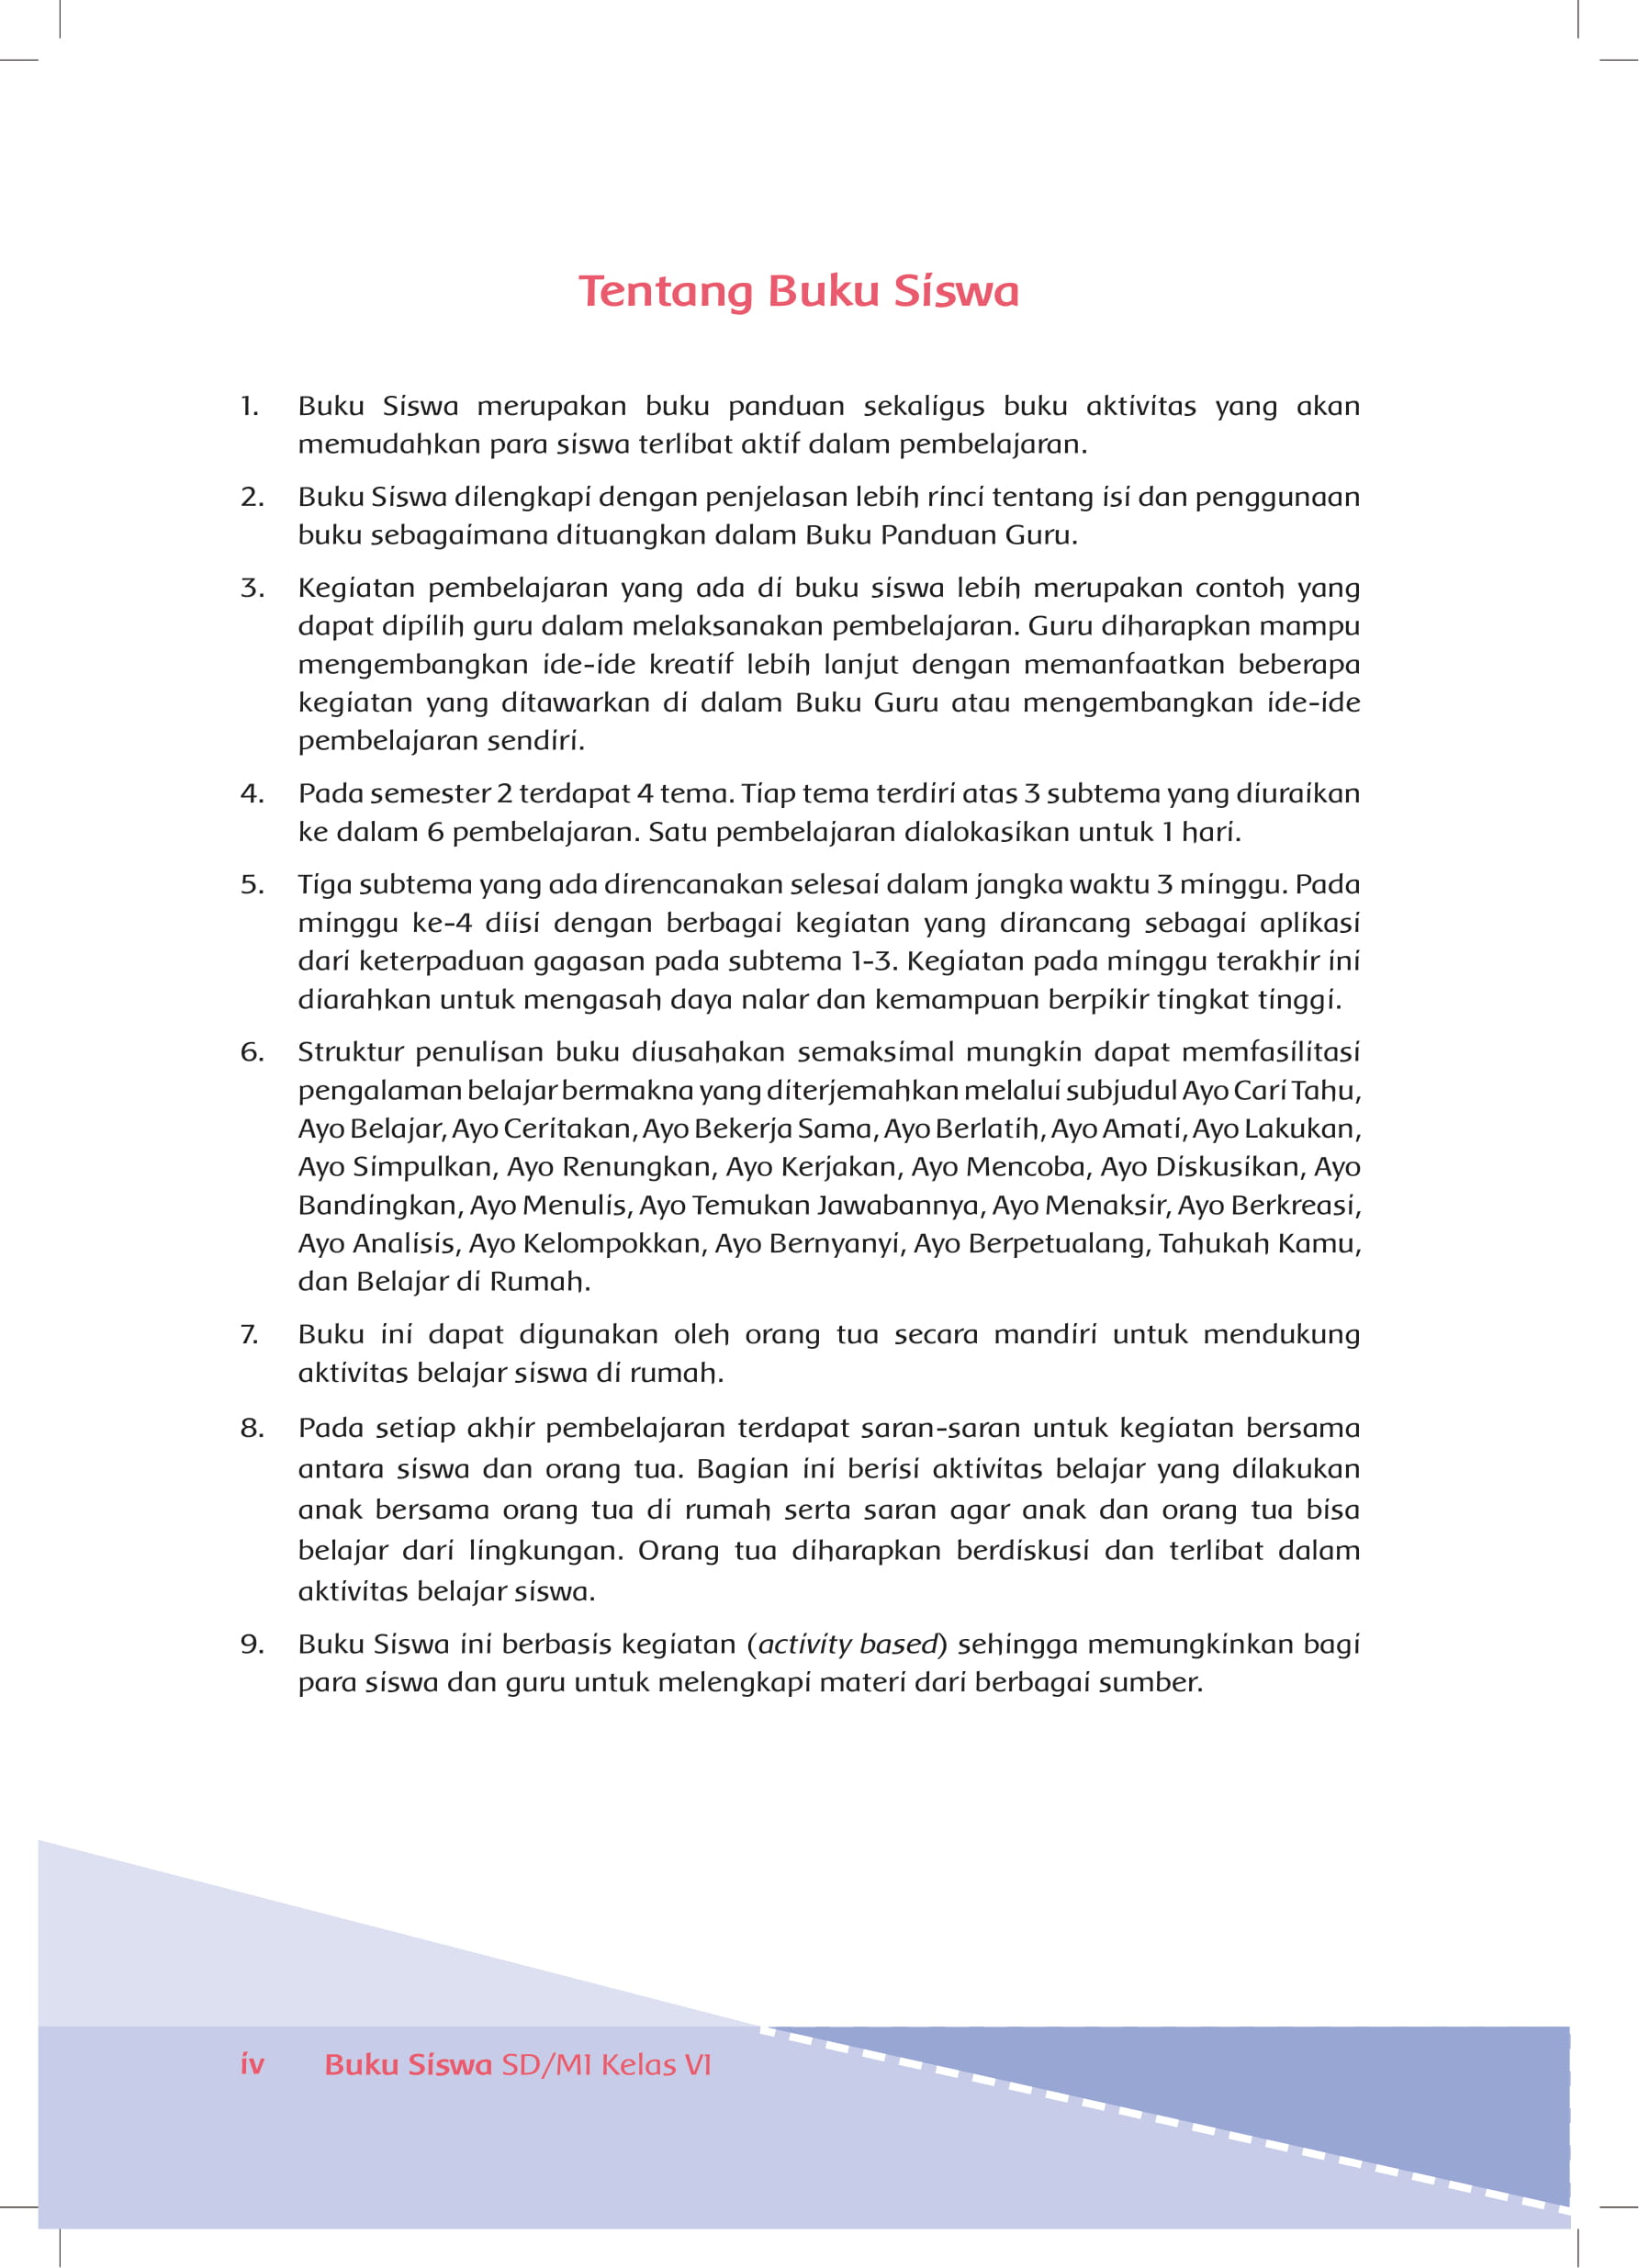 Tentang Buku Siswa
1. Buku Siswa merupakan buku panduan sekaligus buku aktivitas yang akan
memudahkan para siswa terlibat aktif dalam pembelajaran.
2. Buku Siswa dilengkapi dengan penjelasan lebih rinci tentang isi dan penggunaan
buku sebagaimana dituangkan dalam Buku Panduan Guru.
3. Kegiatan pembelajaran yang ada di buku siswa lebih merupakan contoh yang
dapat dipilih guru dalam melaksanakan pembelajaran. Guru diharapkan mampu
mengembangkan ide-ide kreatif lebih lanjut dengan memanfaatkan beberapa
kegiatan yang ditawarkan di dalam Buku Guru atau mengembangkan ide-ide
pembelajaran sendiri.
4. Pada semester 2 terdapat 4 tema. Tiap tema terdiri atas 3 subtema yang diuraikan
ke dalam 6 pembelajaran. Satu pembelajaran dialokasikan untuk 1 hari.
5. Tiga subtema yang ada direncanakan selesai dalam jangka waktu 3 minggu. Pada
minggu ke-4 diisi dengan berbagai kegiatan yang dirancang sebagai aplikasi
dari keterpaduan gagasan pada subtema 1-3. Kegiatan pada minggu terakhir ini
diarahkan untuk mengasah daya nalar dan kemampuan berpikir tingkat tinggi.
6. Struktur penulisan buku diusahakan semaksimal mungkin dapat memfasilitasi
pengalaman belajar bermakna yang diterjemahkan melalui subjudul Ayo Cari Tahu,
Ayo Belajar, Ayo Ceritakan, Ayo Bekerja Sama, Ayo Berlatih, Ayo Amati, Ayo Lakukan,
Ayo Simpulkan, Ayo Renungkan, Ayo Kerjakan, Ayo Mencoba, Ayo Diskusikan, Ayo
Bandingkan, Ayo Menulis, Ayo Temukan Jawabannya, Ayo Menaksir, Ayo Berkreasi,
Ayo Analisis, Ayo Kelompokkan, Ayo Bernyanyi, Ayo Berpetualang, Tahukah Kamu,
dan Belajar di Rumah.
7. Buku ini dapat digunakan oleh orang tua secara mandiri untuk mendukung
aktivitas belajar siswa di rumah.
8. Pada setiap akhir pembelajaran terdapat saran-saran untuk kegiatan bersama
antara siswa dan orang tua. Bagian ini berisi aktivitas belajar yang dilakukan
anak bersama orang tua di rumah serta saran agar anak dan orang tua bisa
belajar dari lingkungan. Orang tua diharapkan berdiskusi dan terlibat dalam
aktivitas belajar siswa.
9. Buku Siswa ini berbasis kegiatan (activity based) sehingga memungkinkan bagi
para siswa dan guru untuk melengkapi materi dari berbagai sumber.
iv Buku Siswa SD/MI Kelas VI